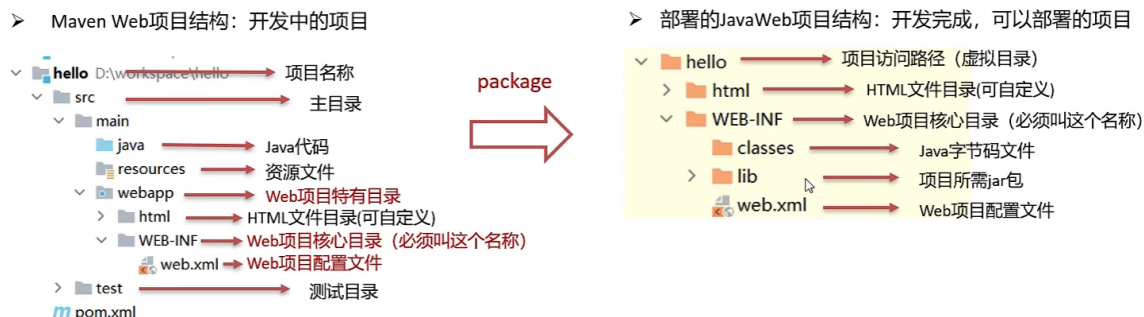 ➢ Maven Web项目结构：开发中的项目
hello D:\workspace\hello 项目名称
src 主目录
main
java Java代码
resources 资源文件
webapp Web项目特有目录
html HTML文件目录(可自定义)
WEB-INF Web项目核心目录（必须叫这个名称）
web.xml Web项目配置文件
test 测试目录
pom.xml
package
➢ 部署的JavaWeb项目结构：开发完成，可以部署的项目
hello 项目访问路径（虚拟目录）
html HTML文件目录(可自定义)
WEB-INF Web项目核心目录（必须叫这个名称）
classes Java字节码文件
lib 项目所需jar包
web.xml Web项目配置文件